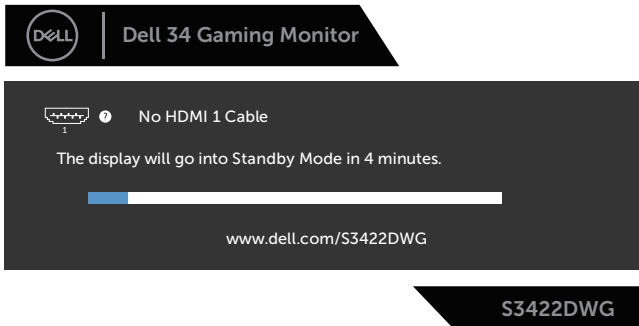 DELL
Dell 34 Gaming Monitor
? No HDMI 1 Cable
1
The display will go into Standby Mode in 4 minutes.
www.dell.com/S3422DWG
S3422DWG